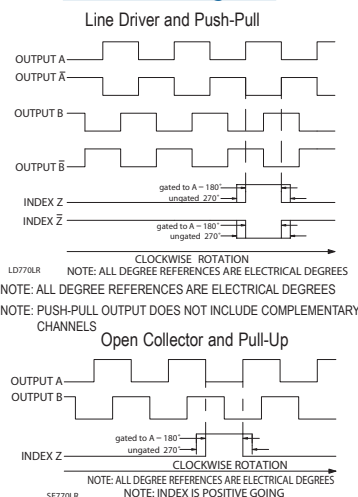 Line Driver and Push-Pull
OUTPUT A
OUTPUT A̅
OUTPUT B
OUTPUT B̅
gated to A – 180˚
ungated 270˚
INDEX Z
INDEX Z̅
gated to A – 180˚
ungated 270˚
CLOCKWISE ROTATION
LD770LR NOTE: ALL DEGREE REFERENCES ARE ELECTRICAL DEGREES
NOTE: ALL DEGREE REFERENCES ARE ELECTRICAL DEGREES
NOTE: PUSH-PULL OUTPUT DOES NOT INCLUDE COMPLEMENTARY
CHANNELS
Open Collector and Pull-Up
OUTPUT A
OUTPUT B
gated to A – 180˚
ungated 270˚
INDEX Z
CLOCKWISE ROTATION
NOTE: ALL DEGREE REFERENCES ARE ELECTRICAL DEGREES
NOTE: INDEX IS POSITIVE GOING